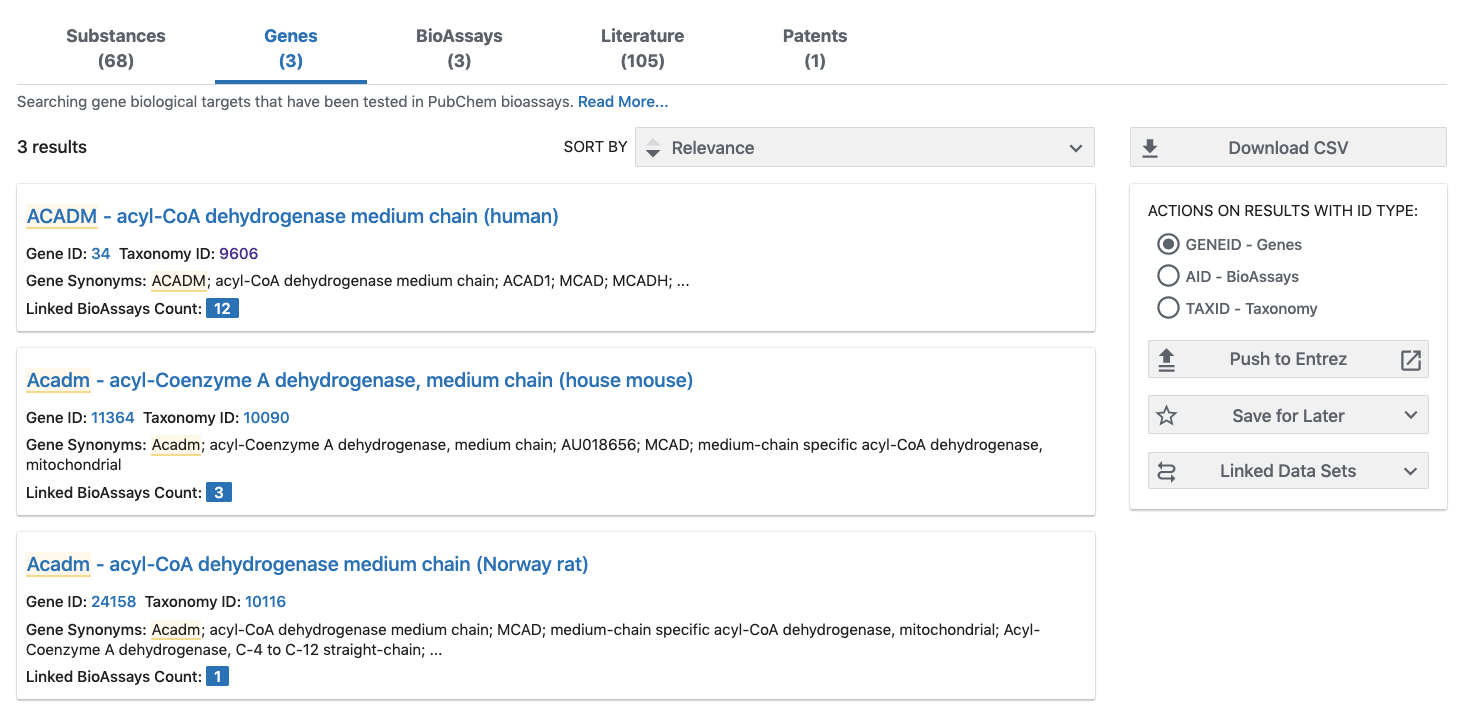 Substances Genes BioAssays Literature Patents
(68) (3) (3) (105) (1)
Searching gene biological targets that have been tested in PubChem bioassays. Read More...
3 results SORT BY Relevance
ACADM - acyl-CoA dehydrogenase medium chain (human)
Gene ID: 34 Taxonomy ID: 9606
Gene Synonyms: ACADM; acyl-CoA dehydrogenase medium chain; ACAD1; MCAD; MCADH; ...
Linked BioAssays Count: 12
Acadm - acyl-Coenzyme A dehydrogenase, medium chain (house mouse)
Gene ID: 11364 Taxonomy ID: 10090
Gene Synonyms: Acadm; acyl-Coenzyme A dehydrogenase, medium chain; AU018656; MCAD; medium-chain specific acyl-CoA dehydrogenase,
mitochondrial
Linked BioAssays Count: 3
Acadm - acyl-CoA dehydrogenase medium chain (Norway rat)
Gene ID: 24158 Taxonomy ID: 10116
Gene Synonyms: Acadm; acyl-CoA dehydrogenase medium chain; MCAD; medium-chain specific acyl-CoA dehydrogenase, mitochondrial; Acyl-
Coenzyme A dehydrogenase, C-4 to C-12 straight-chain; ...
Linked BioAssays Count: 1
Download CSV
ACTIONS ON RESULTS WITH ID TYPE:
GENEID - Genes
AID - BioAssays
TAXID - Taxonomy
Push to Entrez
Save for Later
Linked Data Sets